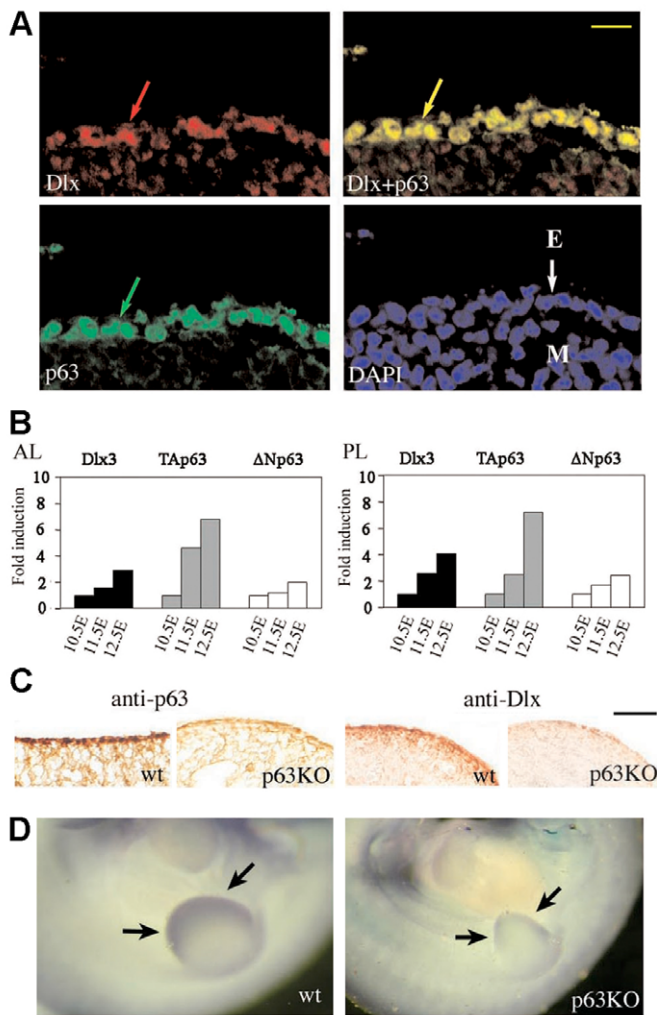 A
Dlx
Dlx+p63
p63
E
M
DAPI
B
AL
Dlx3 TAp63 ΔNp63
Fold induction
10
8
6
4
2
0
10.5E 11.5E 12.5E 10.5E 11.5E 12.5E 10.5E 11.5E 12.5E
PL
Dlx3 TAp63 ΔNp63
Fold induction
10
8
6
4
2
0
10.5E 11.5E 12.5E 10.5E 11.5E 12.5E 10.5E 11.5E 12.5E
C
anti-p63 anti-Dlx
wt p63KO wt p63KO
D
wt p63KO